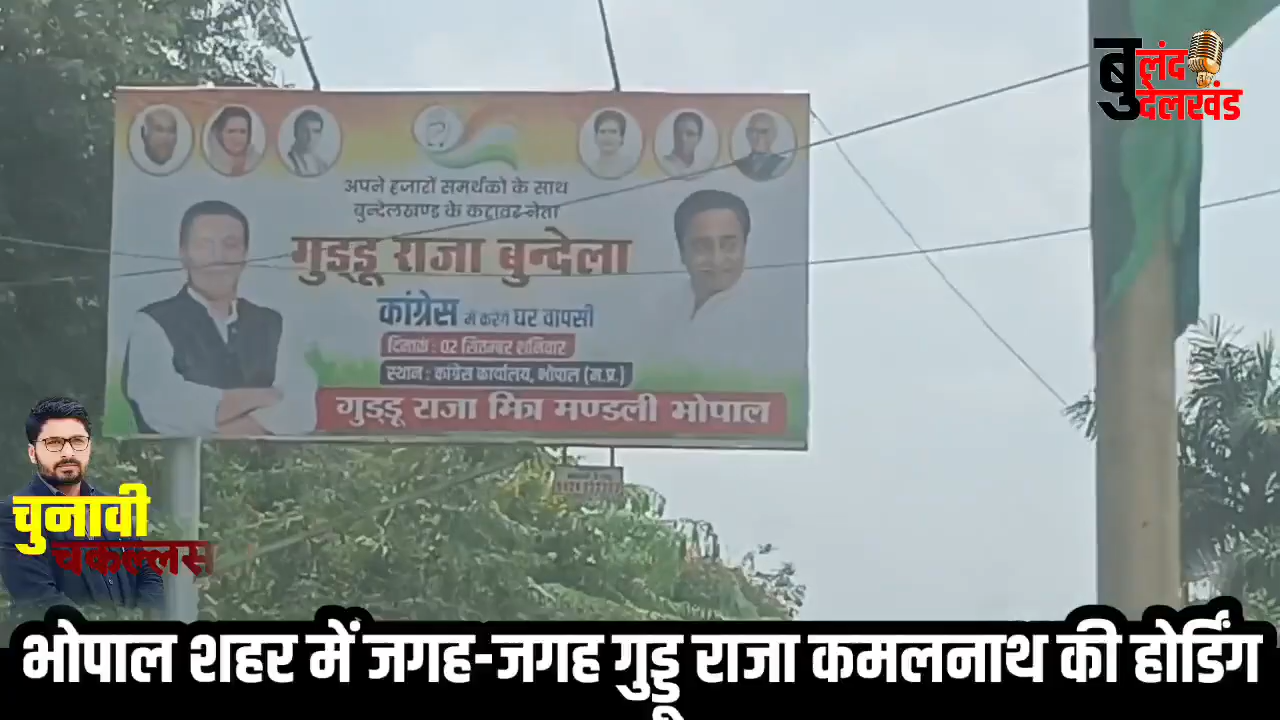 बुलंद
बुंदेलखंड
अपने हजारों समर्थको के साथ
बुन्देलखण्ड के कद्दावर नेता
गुड्डू राजा बुन्देला
कांग्रेस में करेंगे घर वापसी
दिनांक : 02 सितम्बर शनिवार
स्थान : कांग्रेस कार्यालय, भोपाल (म.प्र.)
गुड्डू राजा मित्र मण्डली भोपाल
चुनावी
चकल्लस
भोपाल शहर में जगह-जगह गुड्डू राजा कमलनाथ की होर्डिंग